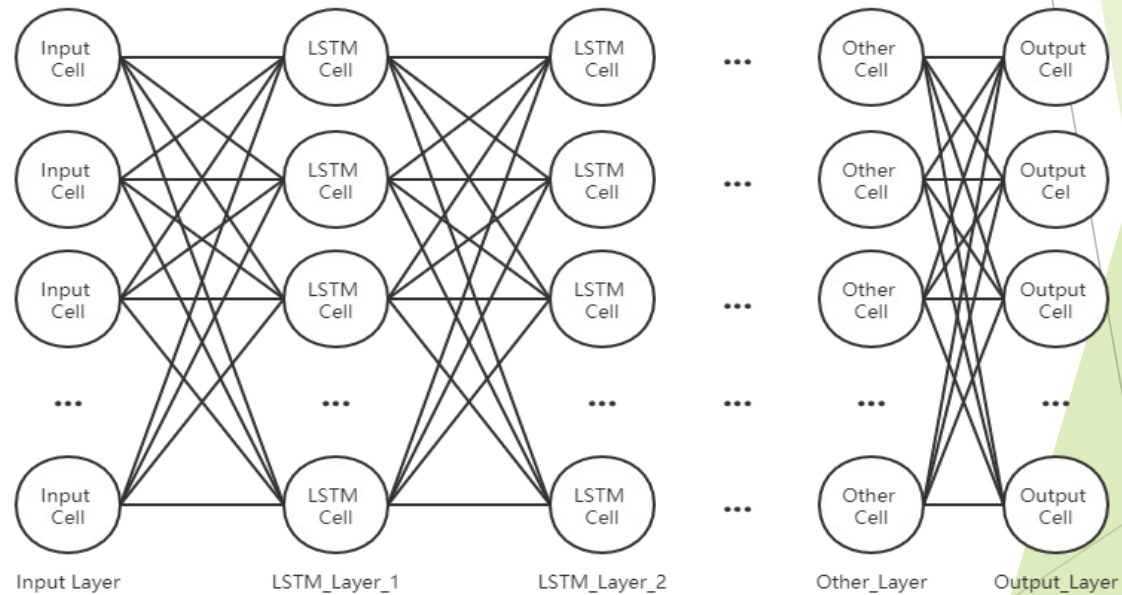 Input
Cell
LSTM
Cell
LSTM
Cell
...
Other
Cell
Output
Cell
Input
Cell
LSTM
Cell
LSTM
Cell
...
Other
Cell
Output
Cel
Input
Cell
LSTM
Cell
LSTM
Cell
...
Other
Cell
Output
Cell
...
...
...
...
...
...
Input
Cell
LSTM
Cell
LSTM
Cell
...
Other
Cell
Output
Cell
Input Layer
LSTM_Layer_1
LSTM_Layer_2
Other_Layer
Output_Layer